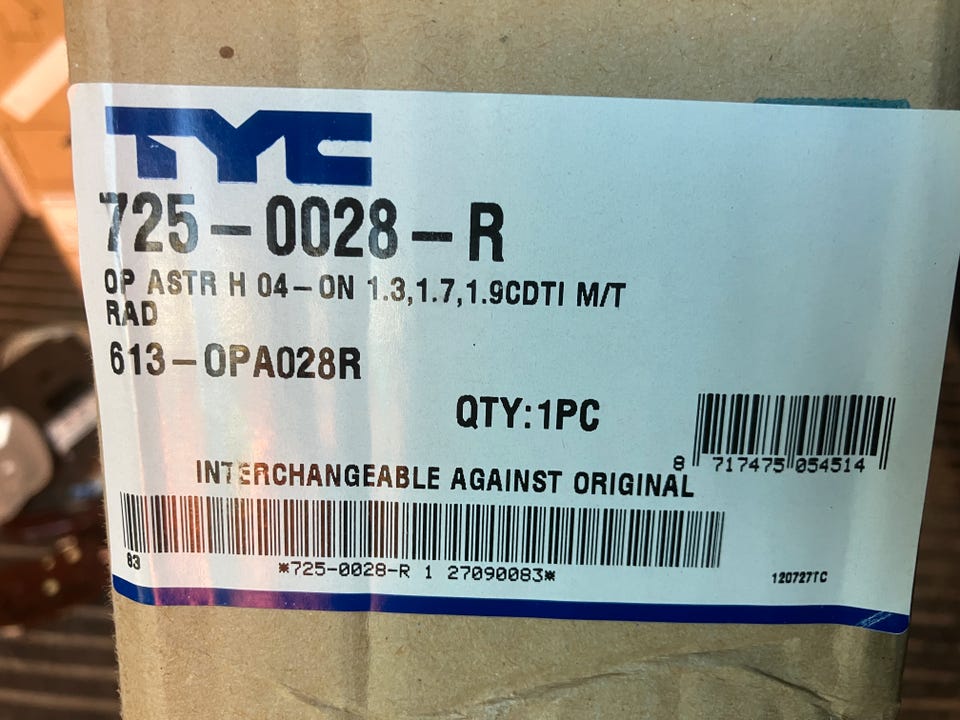 TYC
725-0028-R
OP ASTR H 04-ON 1.3,1.7,1.9CDTI M/T
RAD
613-OPA028R
QTY:1PC
8 717475 054514
INTERCHANGEABLE AGAINST ORIGINAL
83
*725-0028-R 1 27090083*
120727TC